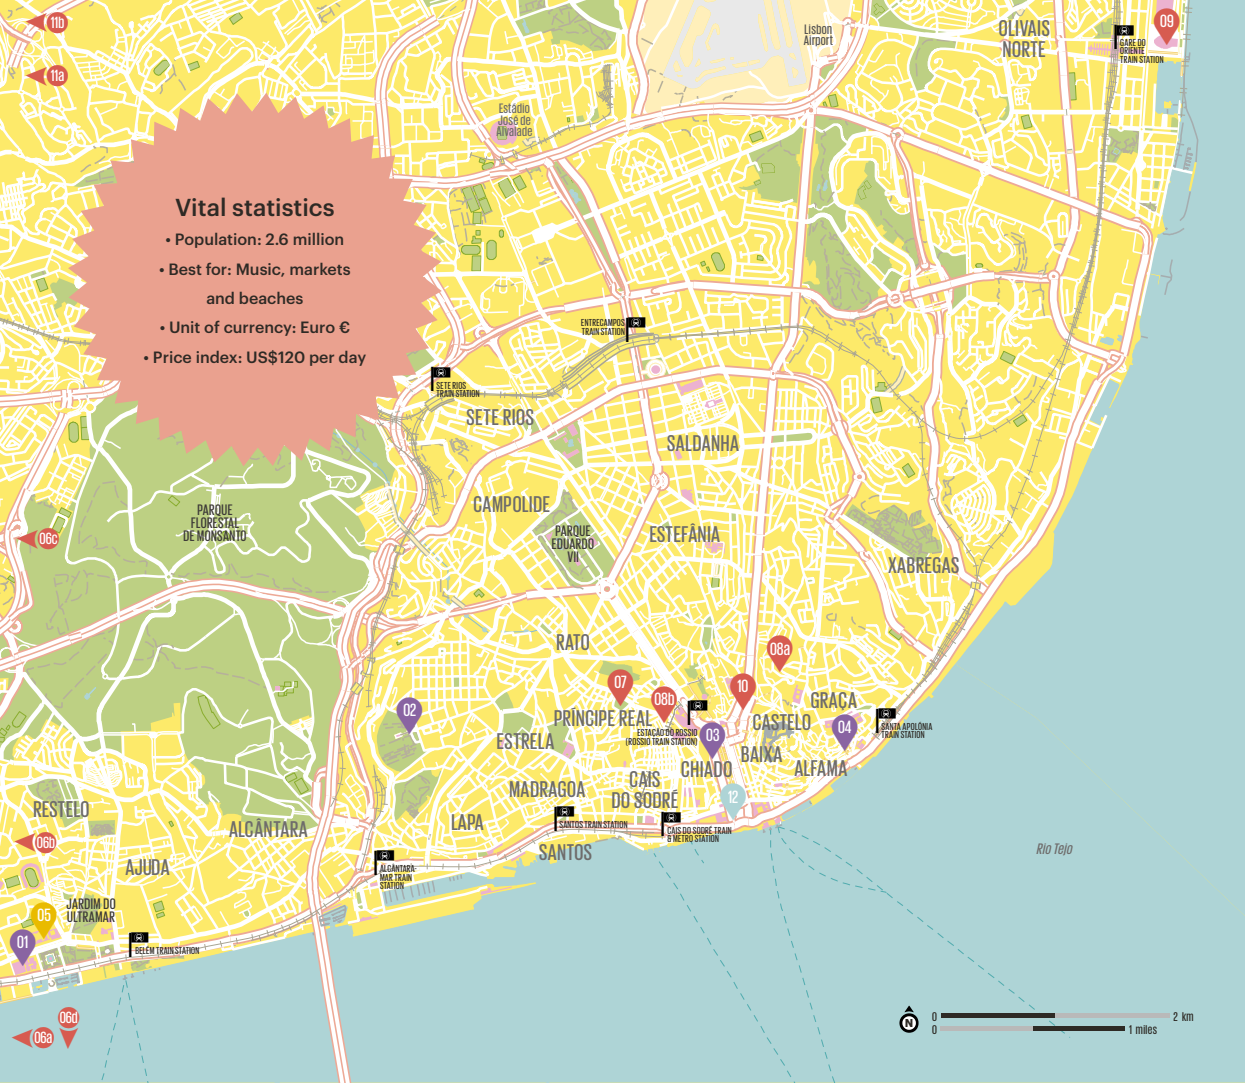 11b
11a
Vital statistics
• Population: 2.6 million
• Best for: Music, markets
and beaches
• Unit of currency: Euro €
• Price index: US$120 per day
Lisbon
Airport
OLIVAIS
NORTE
09
GARE DO
ORIENTE
TRAIN STATION
Estádio
José de
Alvalade
ENTRECAMPOS
TRAIN STATION
SETE RIOS
TRAIN STATION
SETE RIOS
SALDANHA
CAMPOLIDE
PARQUE
FLORESTAL
DE MONSANTO
PARQUE
EDUARDO
VII
ESTEFÂNIA
XABREGAS
06c
RATO
08a
07
08b
10
GRAÇA
02
PRÍNCIPE REAL
ESTAÇÃO DO ROSSIO
(ROSSIO TRAIN STATION)
03
CASTELO
04
SANTA APOLÓNIA
TRAIN STATION
ESTRELA
BAIXA
CHIADO
ALFAMA
CAIS
DO SODRÉ
MADRAGOA
12
RESTELO
ALCÂNTARA
LAPA
SANTOS TRAIN STATION
CAIS DO SODRÉ TRAIN
& METRO STATION
06b
SANTOS
Rio Tejo
AJUDA
ALCÂNTARA-
MAR TRAIN
STATION
JARDIM DO
ULTRAMAR
05
01
BELÉM TRAIN STATION
06d
06a
N
0 2 km
0 1 miles